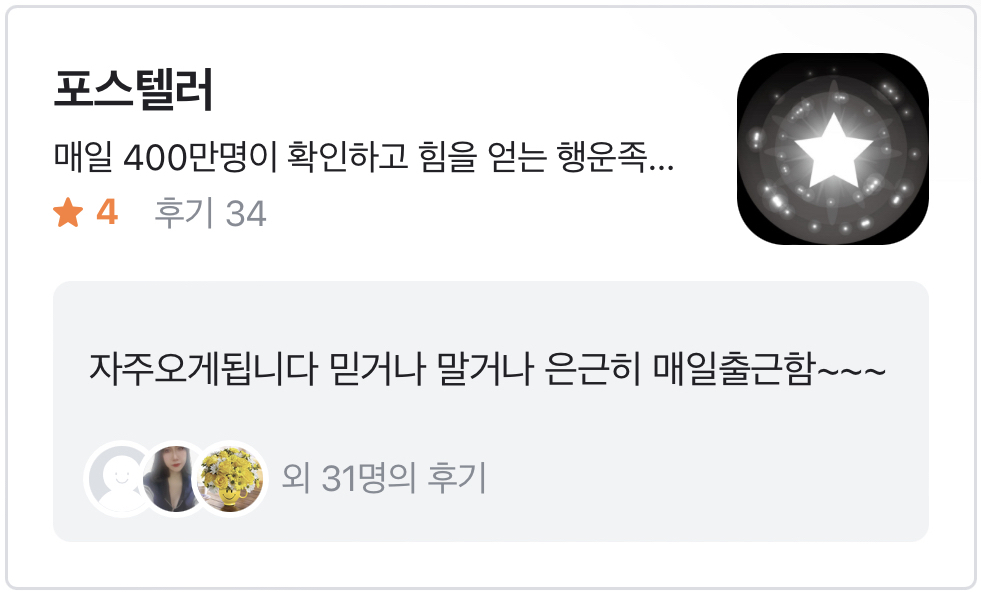 포스텔러
매일 400만명이 확인하고 힘을 얻는 행운족...
★ 4 후기 34
자주오게됩니다 믿거나 말거나 은근히 매일출근함~~~
외 31명의 후기